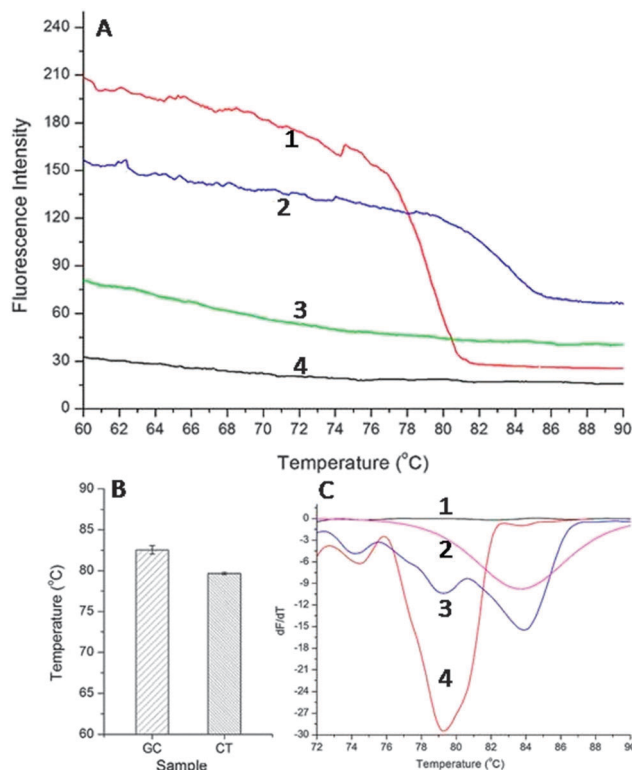 A
240
210
180
150
120
90
60
30
0
Fluorescence Intensity
1
2
3
4
60 62 64 66 68 70 72 74 76 78 80 82 84 86 88 90
Temperature (°C)
B
90
85
80
75
70
65
60
Temperature (°C)
GC CT
Sample
C
0
-3
-6
-9
-12
-15
-18
-21
-24
-27
-30
dF/dT
1
2
3
4
72 74 76 78 80 82 84 86 88 90
Temperature (°C)